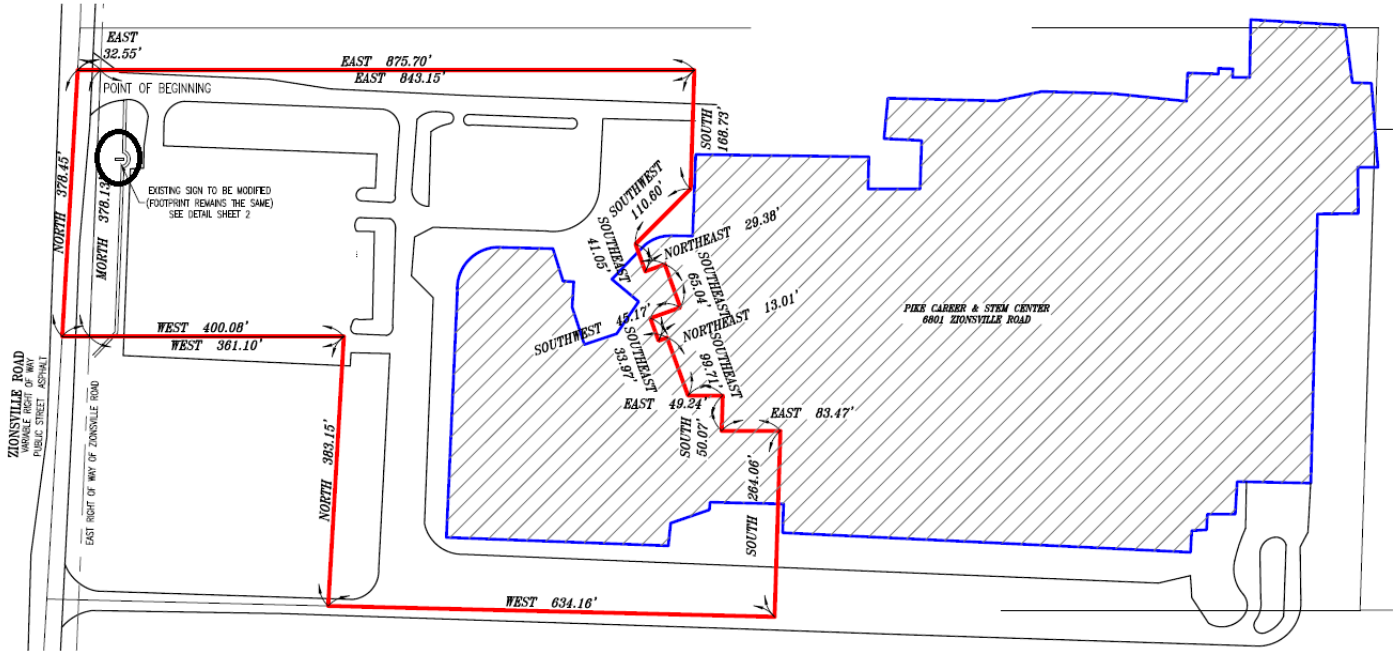 EAST
32.55'
EAST 875.70'
EAST 843.15'
POINT OF BEGINNING
SOUTH
168.73'
NORTH 378.45'
MORTH 378.13'
EXISTING SIGN TO BE MODIFIED
(FOOTPRINT REMAINS THE SAME)
SEE DETAIL SHEET 2
SOUTHWEST
110.60'
SOUTHEAST
41.05'
NORTHEAST 29.38'
SOUTHEAST
65.04'
SOUTHWEST 45.17'
NORTHEAST 13.01'
SOUTHEAST
33.97'
SOUTHEAST
99.71'
PIKE CAREER & STEM CENTER
6801 ZIONSVILLE ROAD
WEST 400.08'
WEST 361.10'
EAST 49.24'
EAST 83.47'
SOUTH
50.07'
ZIONSVILLE ROAD
VARIABLE RIGHT OF WAY
PUBLIC STREET ASPHALT
EAST RIGHT OF WAY OF ZIONSVILLE ROAD
NORTH 383.15'
SOUTH 264.06'
WEST 634.16'